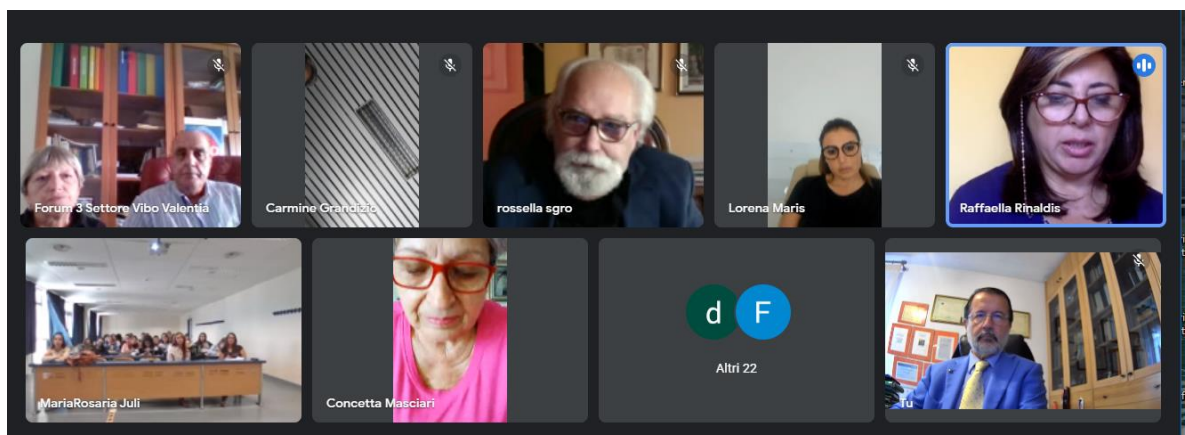 Forum 3 Settore Vibo Valentia
Carmine Grandizio
rossella sgro
Lorena Maris
Raffaella Rinaldis
MariaRosaria Juli
Concetta Masciari
d F
Altri 22
Tu